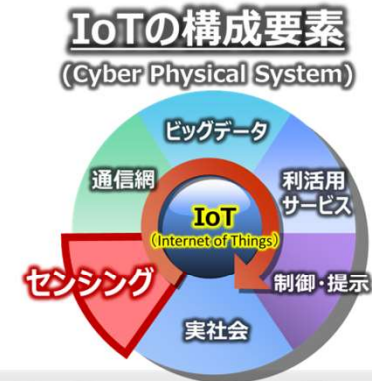 IoTの構成要素
(Cyber Physical System)
ビッグデータ
通信網
利活用
サービス
IoT
(Internet of Things)
センシング
制御・提示
実社会